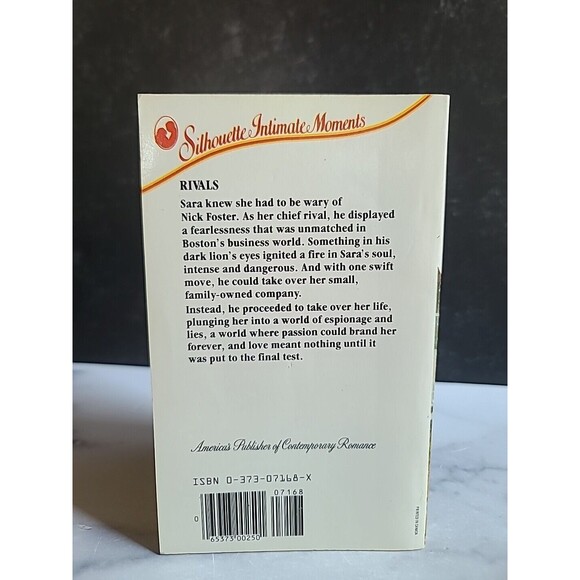 Silhouette Intimate Moments
RIVALS
Sara knew she had to be wary of
Nick Foster. As her chief rival, he displayed
a fearlessness that was unmatched in
Boston's business world. Something in his
dark lion's eyes ignited a fire in Sara's soul,
intense and dangerous. And with one swift
move, he could take over her small,
family-owned company.
Instead, he proceeded to take over her life,
plunging her into a world of espionage and
lies, a world where passion could brand her
forever, and love meant nothing until it
was put to the final test.
America's Publisher of Contemporary Romance
ISBN 0-373-07168-X
07168
0
65373 00250